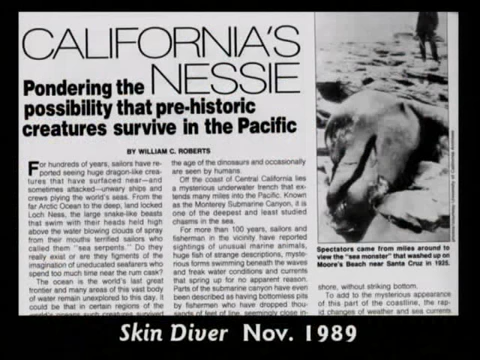 CALIFORNIA'S
Pondering the NESSIE
possibility that pre-historic
creatures survive in the Pacific
BY WILLIAM C. ROBERTS
For hundreds of years, sailors have re-
ported seeing huge dragon-like crea-
tures that have surfaced near—and
sometimes attacked—unwary ships and
crews plying the world's seas. From the
far Arctic Ocean to the deep, land locked
Loch Ness, the large snake-like beasts
that swim with their heads held high
above the water blowing clouds of spray
from their mouths terrified sailors who
called them "sea serpents." Do they
really exist or are they figments of the
imagination of uneducated seafarers who
spend too much time near the rum cask?
The ocean is the world's last great
frontier and many areas of this vast body
of water remain unexplored to this day. It
could be that in certain regions of the
world's oceans such creatures survived
the age of the dinosaurs and occasionally
are seen by humans.
Off the coast of Central California lies
a mysterious underwater trench that ex-
tends many miles into the Pacific. Known
as the Monterey Submarine Canyon, it is
one of the deepest and least studied
chasms in the sea.
For more than 100 years, sailors and
fishermen in the vicinity have reported
sightings of unusual marine animals,
huge fish of strange descriptions, myste-
rious forms swimming beneath the waves
and freak water conditions and currents
that spring up for no apparent reason.
Parts of the submarine canyon have even
been described as having bottomless pits
by fishermen who have dropped thou-
sands of feet of line, seemingly close in-
Spectators came from miles around to
view the "sea monster" that washed up on
Moore's Beach near Santa Cruz in 1925.
shore, without striking bottom.
To add to the mysterious appearance
of this part of the coastline, the rap-
id changes of weather and sea currents
Skin Diver Nov. 1989